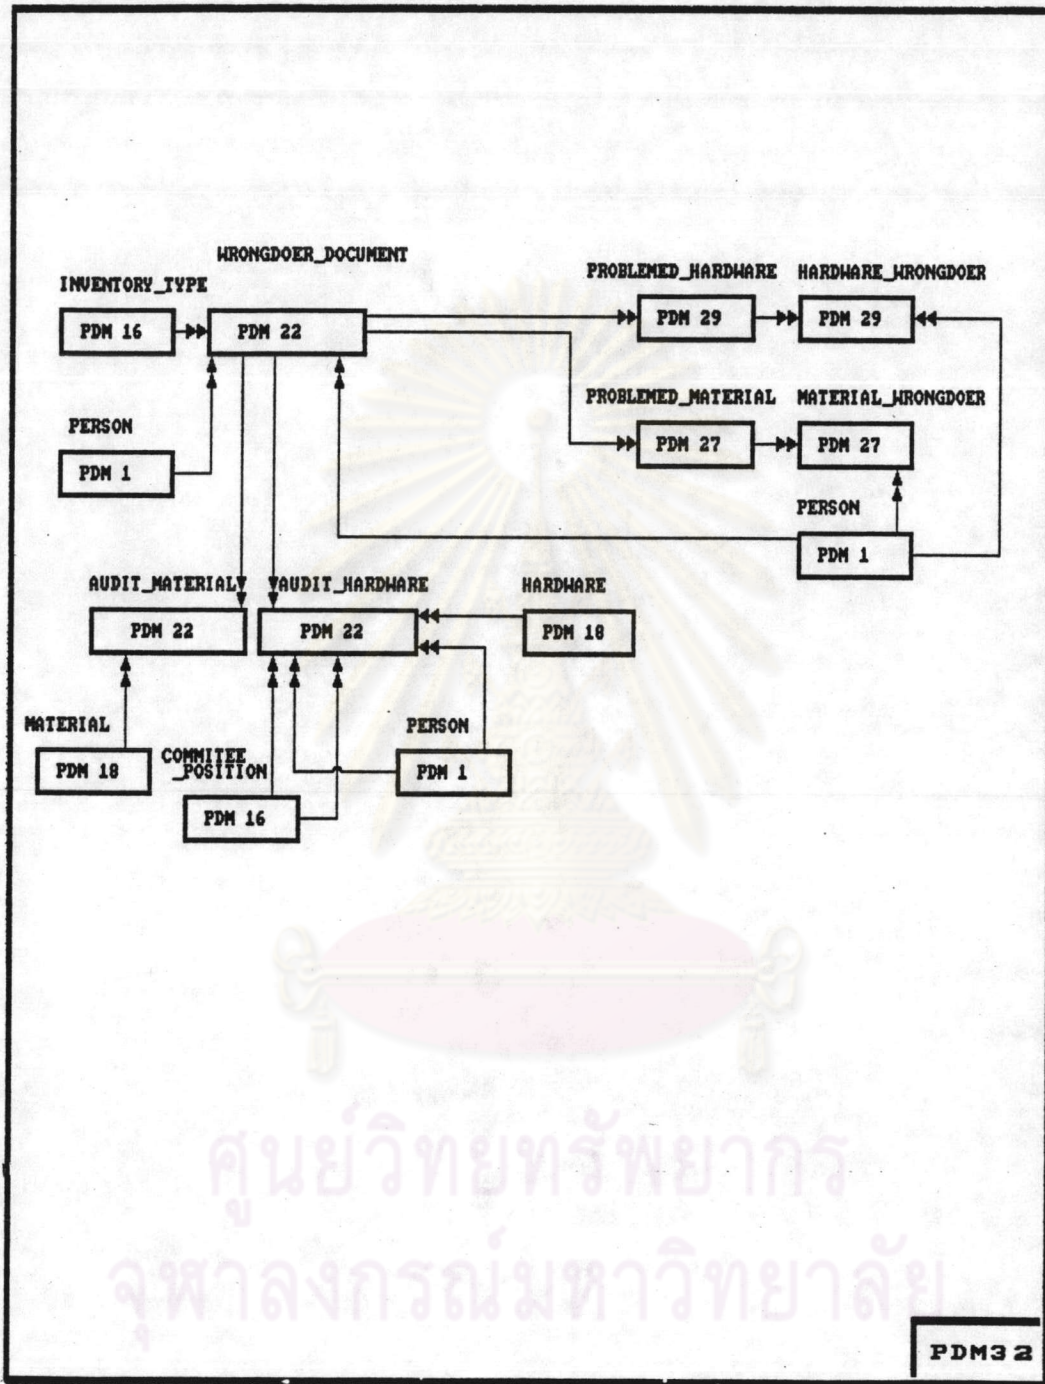 WRONGDOER_DOCUMENT
PROBLEMED_HARDWARE
HARDWARE_WRONGDOER
INVENTORY_TYPE
PDM 16
PDM 22
PDM 29
PDM 29
PROBLEMED_MATERIAL
MATERIAL_WRONGDOER
PERSON
PDM 1
PDM 27
PDM 27
PERSON
PDM 1
AUDIT_MATERIAL
AUDIT_HARDWARE
HARDWARE
PDM 22
PDM 22
PDM 18
MATERIAL
PDM 18
COMMITEE
_POSITION
PDM 16
PERSON
PDM 1
ศูนย์วิทยทรัพยากร
จุฬาลงกรณ์มหาวิทยาลัย
PDM32